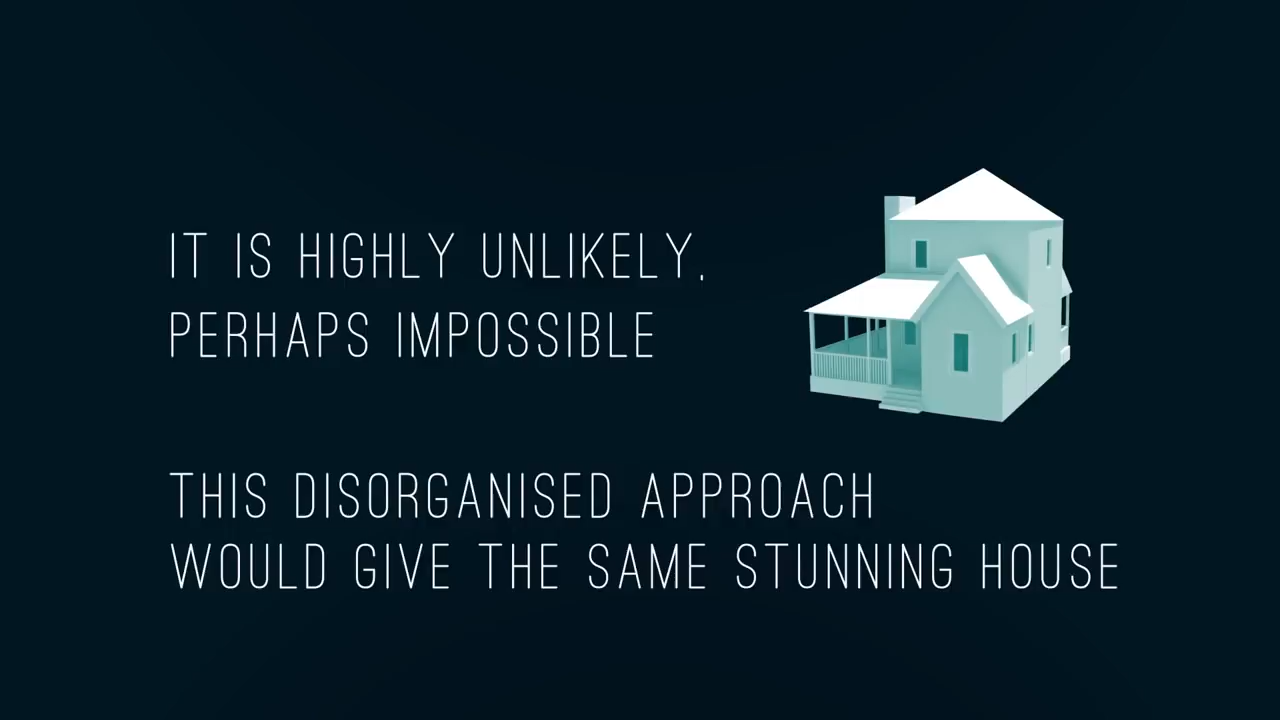 IT IS HIGHLY UNLIKELY,
PERHAPS IMPOSSIBLE
THIS DISORGANISED APPROACH
WOULD GIVE THE SAME STUNNING HOUSE